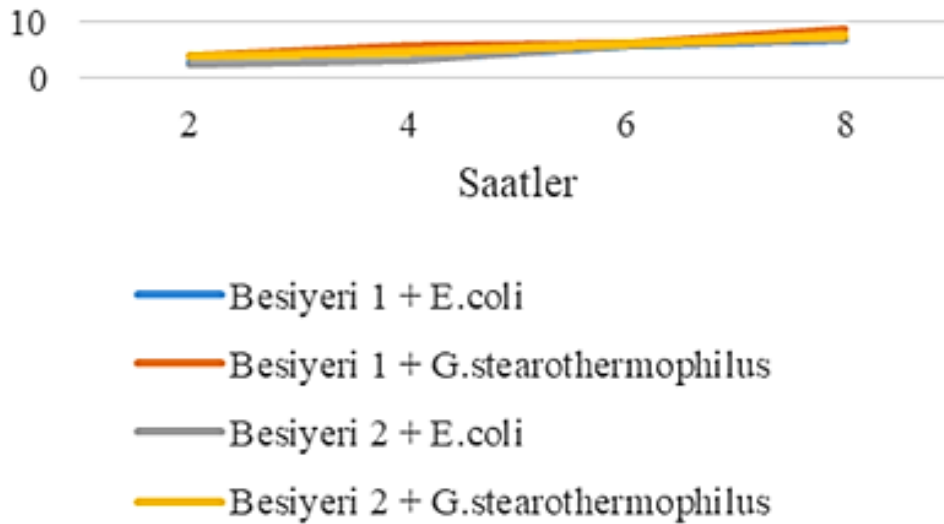 10
0
2 4 6 8
Saatler
Besiyeri 1 + E.coli
Besiyeri 1 + G.stearothermophilus
Besiyeri 2 + E.coli
Besiyeri 2 + G.stearothermophilus